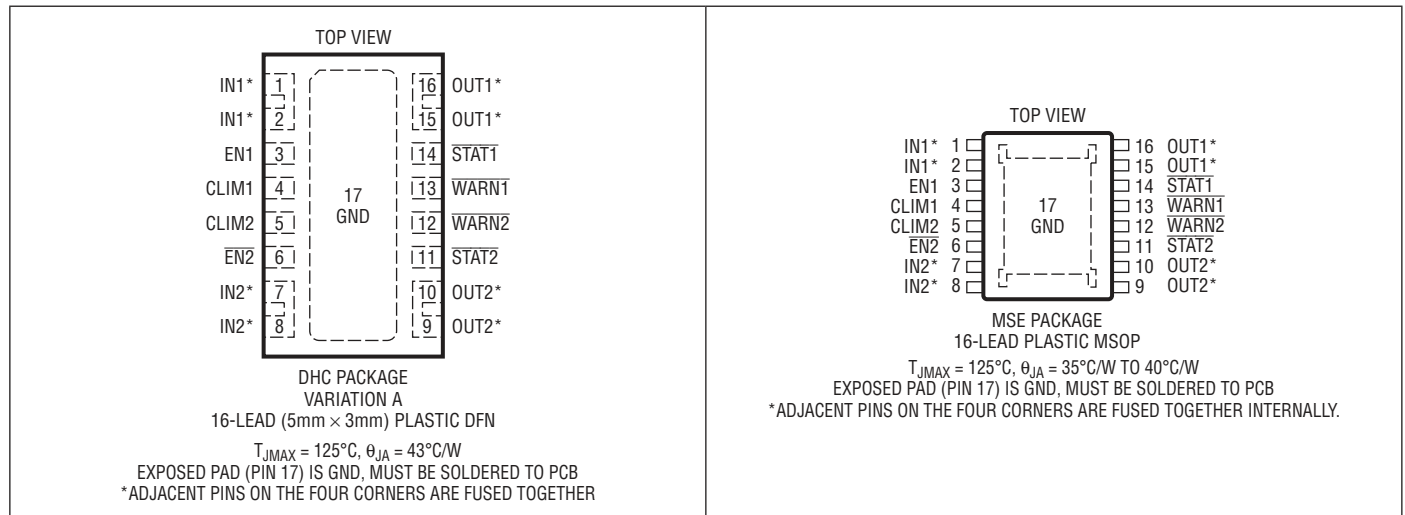 TOP VIEW
IN1* 1 16 OUT1*
IN1* 2 15 OUT1*
EN1 3 14 STAT1
CLIM1 4 17 13 WARN1
CLIM2 5 GND 12 WARN2
EN2 6 11 STAT2
IN2* 7 10 OUT2*
IN2* 8 9 OUT2*
DHC PACKAGE
VARIATION A
16-LEAD (5mm × 3mm) PLASTIC DFN
TJMAX = 125°C, θJA = 43°C/W
EXPOSED PAD (PIN 17) IS GND, MUST BE SOLDERED TO PCB
*ADJACENT PINS ON THE FOUR CORNERS ARE FUSED TOGETHER
TOP VIEW
IN1* 1 16 OUT1*
IN1* 2 15 OUT1*
EN1 3 14 STAT1
CLIM1 4 17 13 WARN1
CLIM2 5 GND 12 WARN2
EN2 6 11 STAT2
IN2* 7 10 OUT2*
IN2* 8 9 OUT2*
MSE PACKAGE
16-LEAD PLASTIC MSOP
TJMAX = 125°C, θJA = 35°C/W TO 40°C/W
EXPOSED PAD (PIN 17) IS GND, MUST BE SOLDERED TO PCB
*ADJACENT PINS ON THE FOUR CORNERS ARE FUSED TOGETHER INTERNALLY.